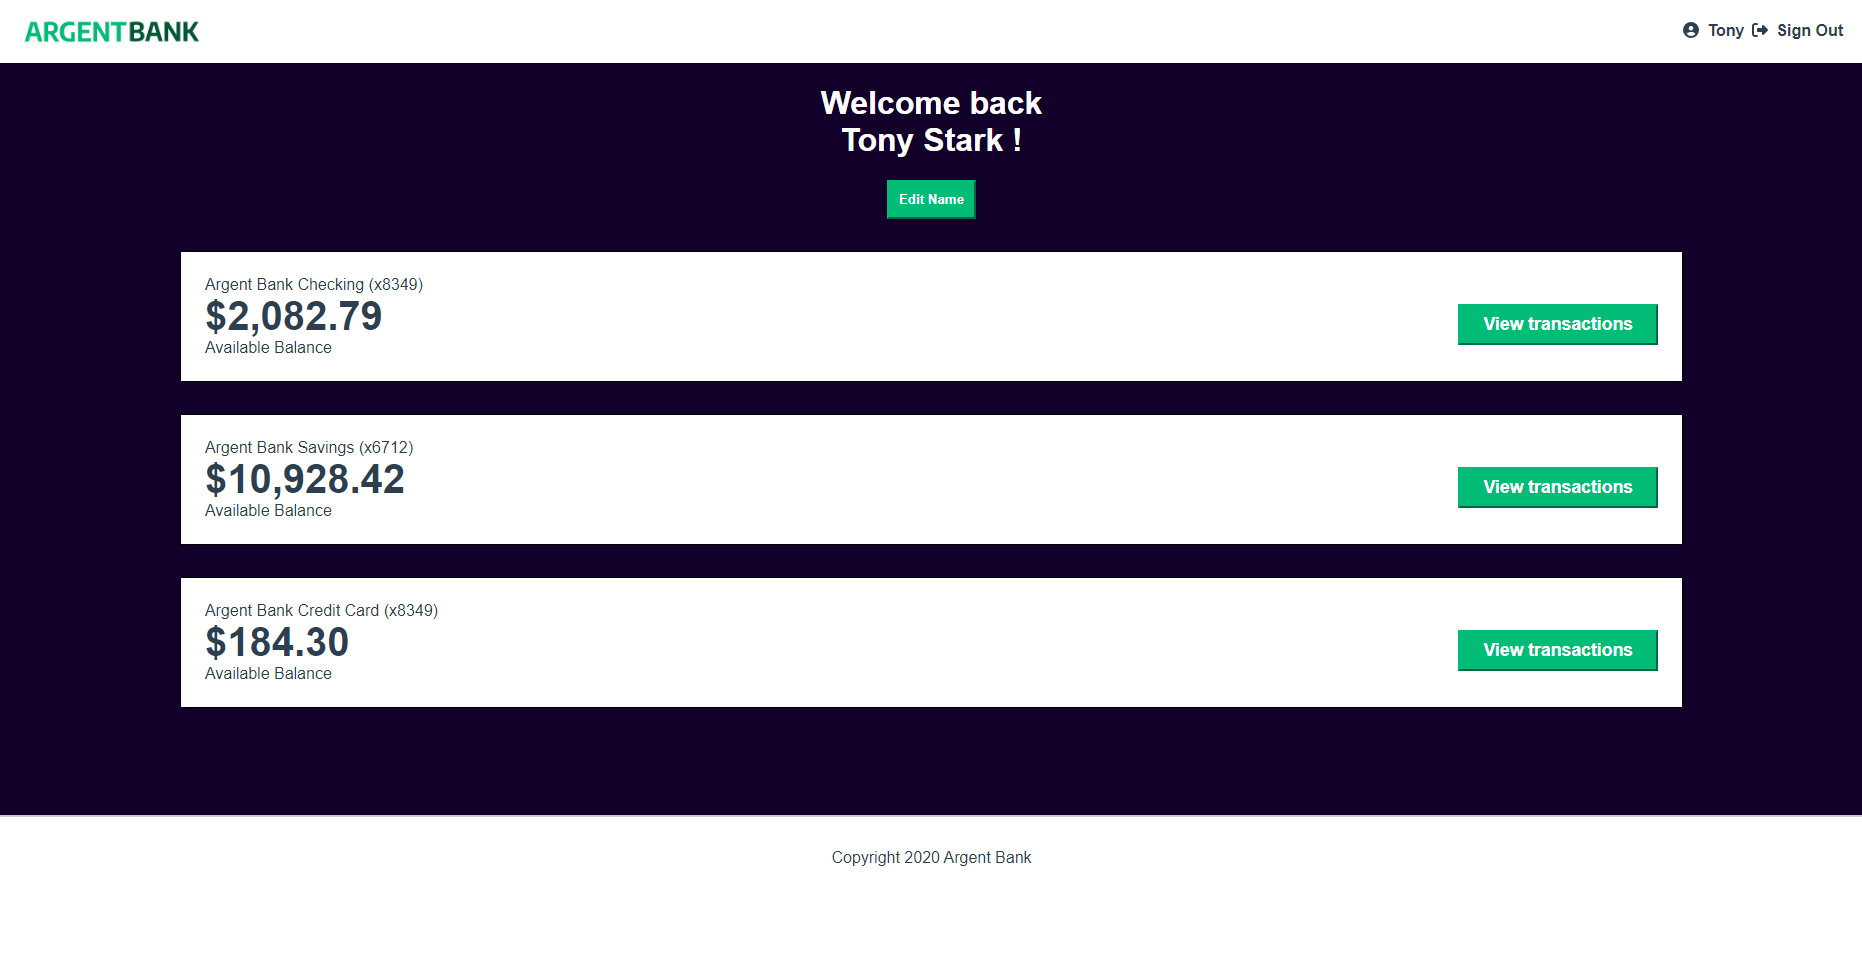 ARGENTBANK
Tony Sign Out
Welcome back
Tony Stark !
Edit Name
Argent Bank Checking (x8349)
$2,082.79
Available Balance
View transactions
Argent Bank Savings (x6712)
$10,928.42
Available Balance
View transactions
Argent Bank Credit Card (x8349)
$184.30
Available Balance
View transactions
Copyright 2020 Argent Bank